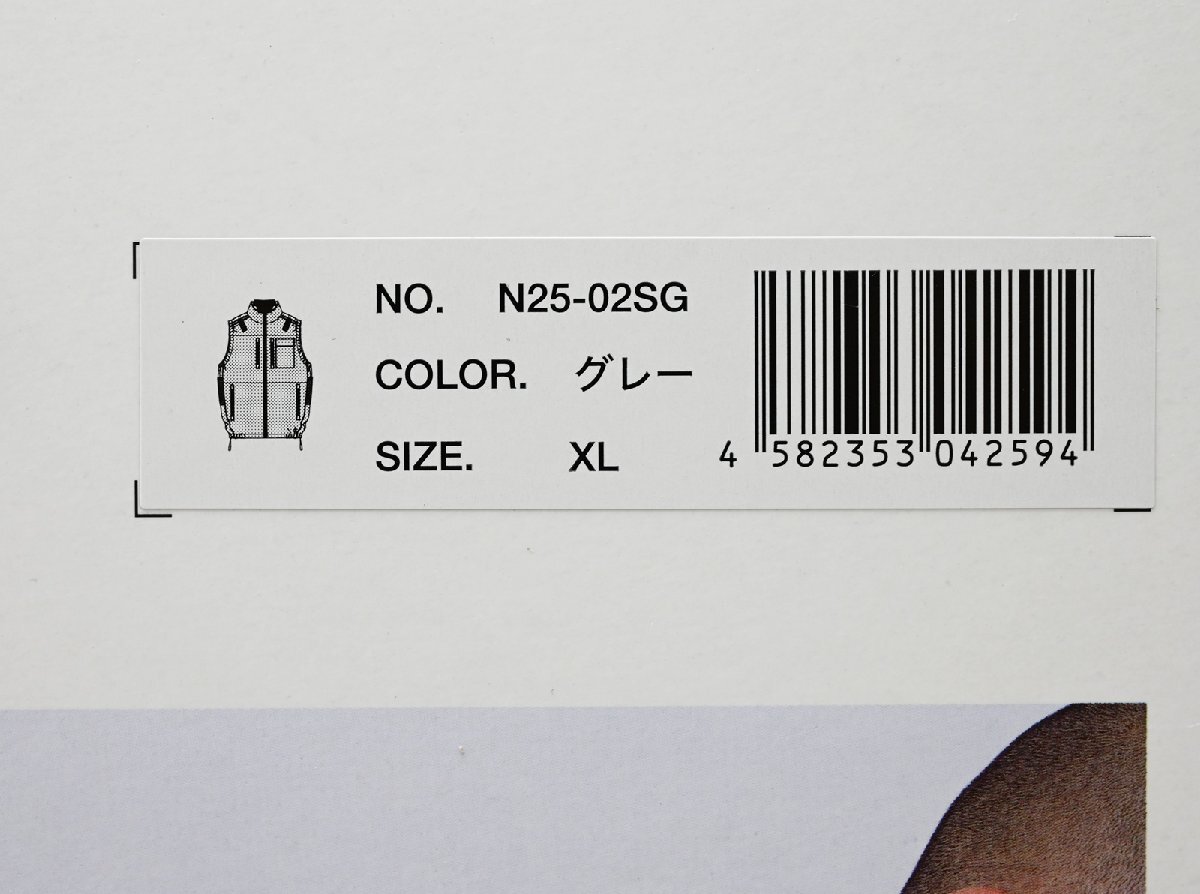 NO. N25-02SG
COLOR. グレー
SIZE. XL
4 582353 042594